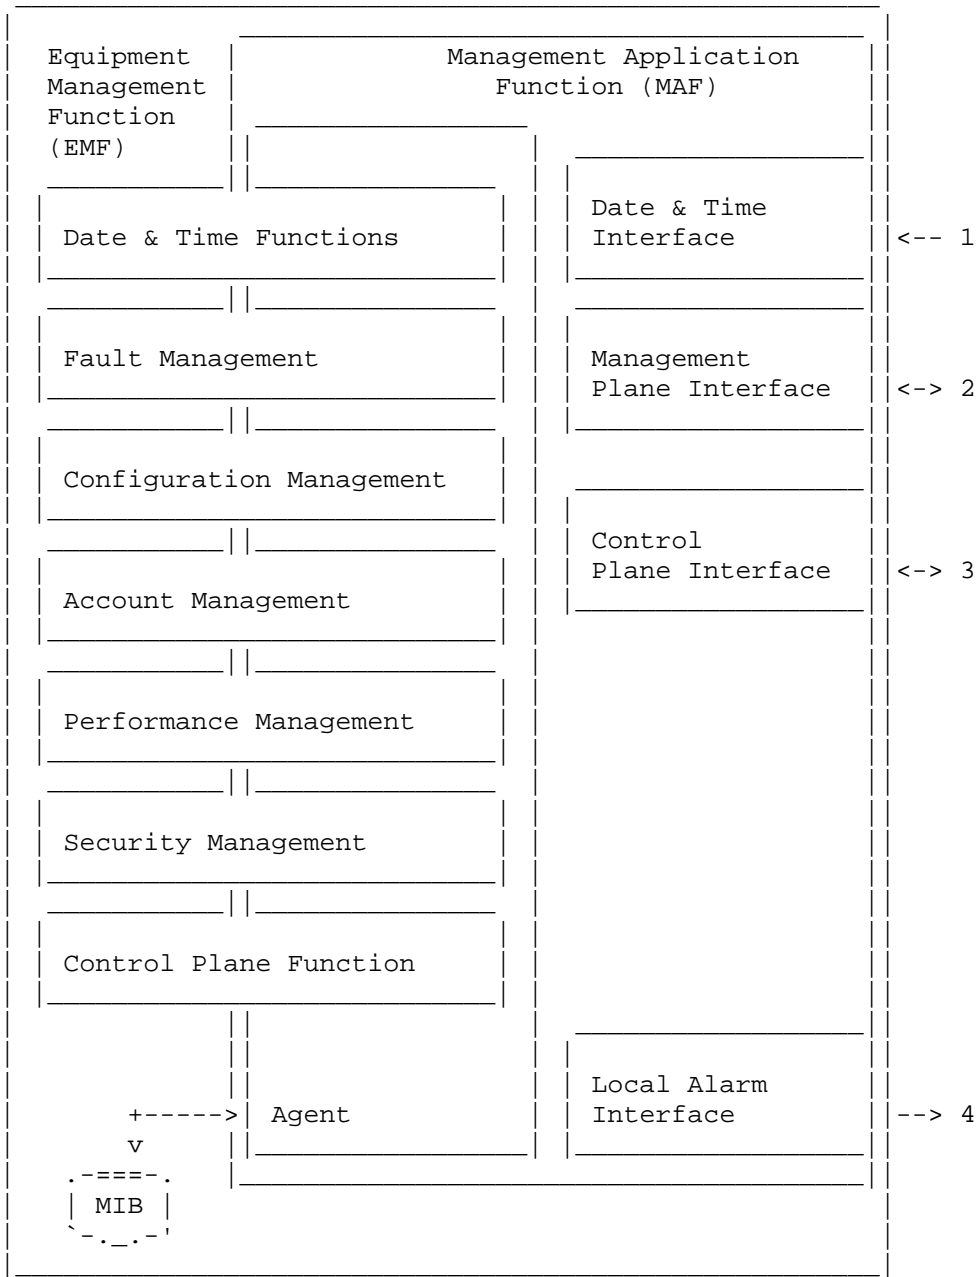 Equipment Management Application
Management Function (MAF)
Function
(EMF)
Date & Time
Date & Time Functions Interface <-- 1
Fault Management Management
Plane Interface <-> 2
Configuration Management
Control
Plane Interface <-> 3
Account Management
Performance Management
Security Management
Control Plane Function
Local Alarm
+-----> Agent Interface --> 4
v
.-===-.
MIB
`-._.-'